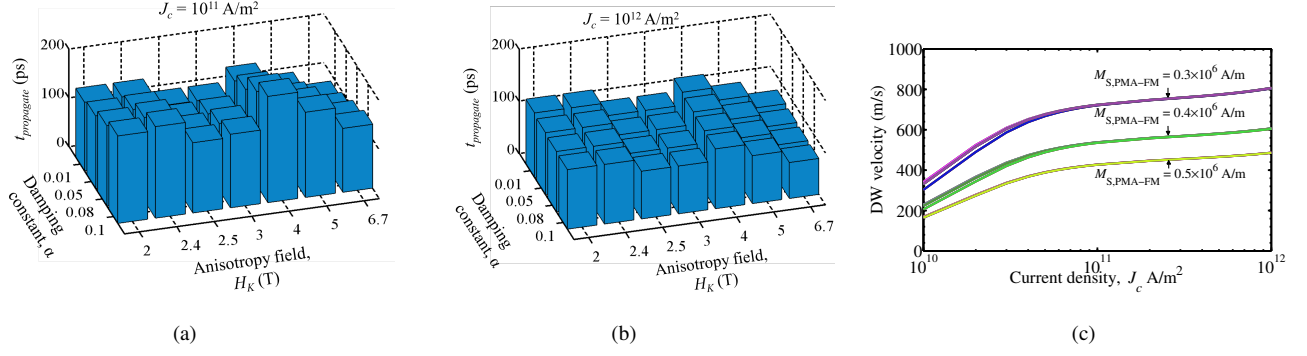 J_c = 10^11 A/m^2
200
100
0
t_propagate (ps)
0.01
0.05
0.08
0.1
Damping
constant, α
2
2.4
2.5
3
4
5
6.7
Anisotropy field,
H_K (T)
(a)
J_c = 10^12 A/m^2
200
100
0
t_propagate (ps)
0.01
0.05
0.08
0.1
Damping
constant, α
2
2.4
2.5
3
4
5
6.7
Anisotropy field,
H_K (T)
(b)
1000
800
600
400
200
0
DW velocity (m/s)
M_S,PMA−FM = 0.3×10^6 A/m
M_S,PMA−FM = 0.4×10^6 A/m
M_S,PMA−FM = 0.5×10^6 A/m
10^10
10^11
10^12
Current density, J_c A/m^2
(c)